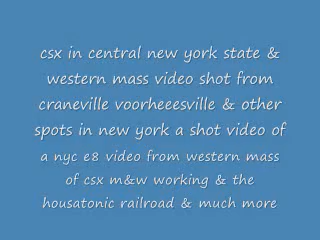 csx in central new york state &
western mass video shot from
craneville voorheeesville & other
spots in new york a shot video of
a nyc e8 video from western mass
of csx m&w working & the
housatonic railroad & much more